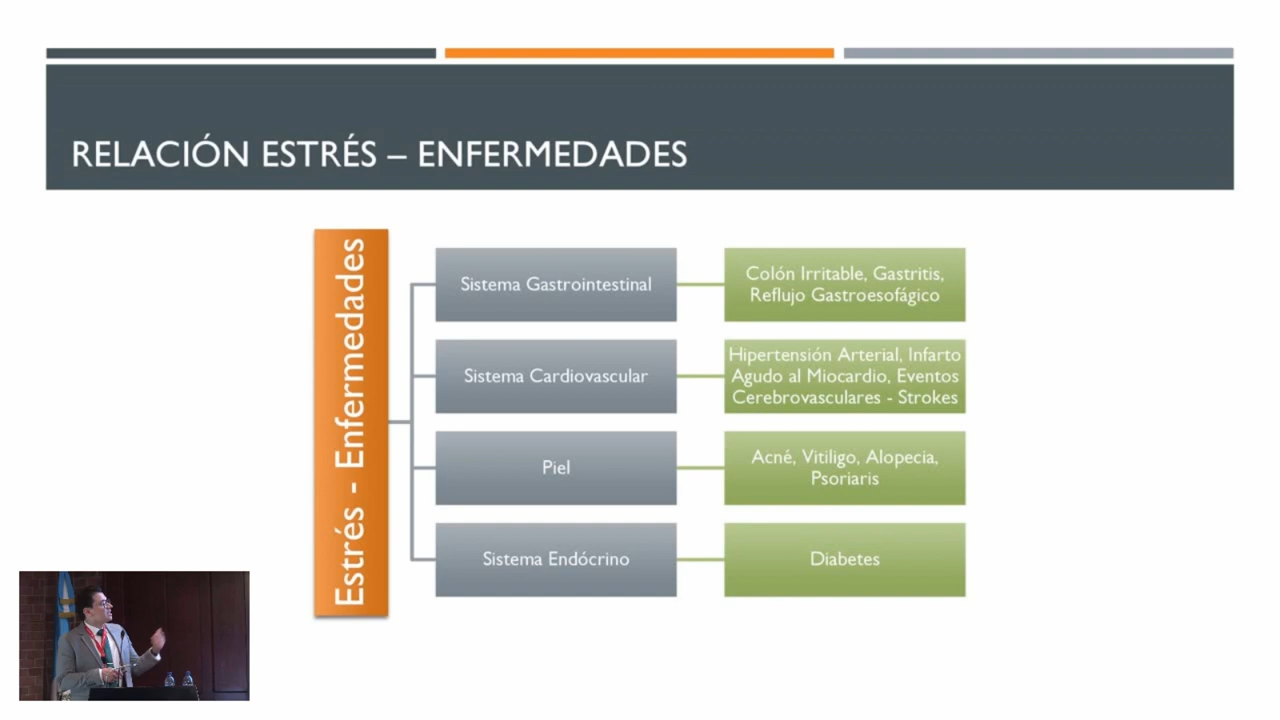 RELACIÓN ESTRÉS – ENFERMEDADES
Estrés - Enfermedades
Sistema Gastrointestinal
Colón Irritable, Gastritis,
Reflujo Gastroesofágico
Sistema Cardiovascular
Hipertensión Arterial, Infarto
Agudo al Miocardio, Eventos
Cerebrovasculares - Strokes
Piel
Acné, Vitiligo, Alopecia,
Psoriaris
Sistema Endócrino
Diabetes